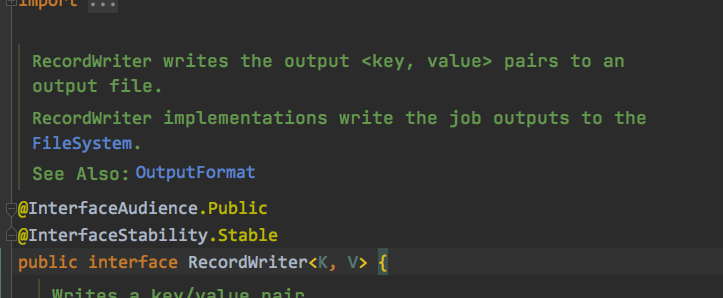 import ...
RecordWriter writes the output <key, value> pairs to an
output file.
RecordWriter implementations write the job outputs to the
FileSystem.
See Also: OutputFormat
@InterfaceAudience.Public
@InterfaceStability.Stable
public interface RecordWriter<K, V> {
Writes a key/value pair